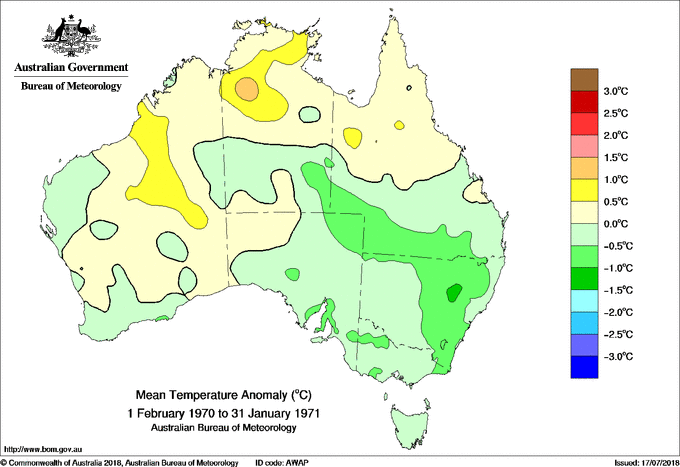 Australian Government
Bureau of Meteorology
3.0°C
2.5°C
2.0°C
1.5°C
1.0°C
0.5°C
0.0°C
−0.5°C
−1.0°C
−1.5°C
−2.0°C
−2.5°C
−3.0°C
Mean Temperature Anomaly (°C)
1 February 1970 to 31 January 1971
Australian Bureau of Meteorology
http://www.bom.gov.au
© Commonwealth of Australia 2018, Australian Bureau of Meteorology ID code: AWAP Issued: 17/07/2018